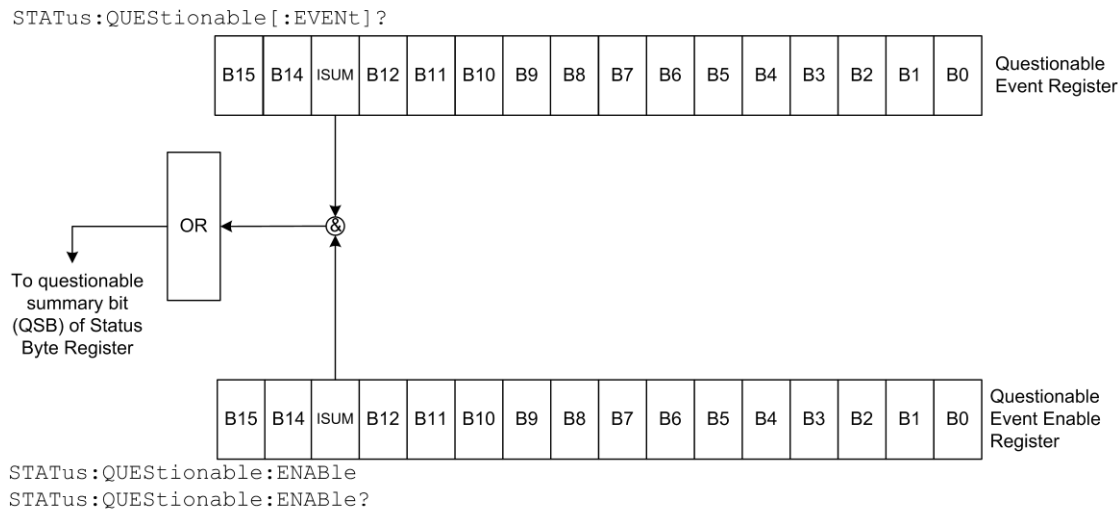 STATus:QUEStionable[:EVENt]?
B15 B14 ISUM B12 B11 B10 B9 B8 B7 B6 B5 B4 B3 B2 B1 B0
Questionable
Event Register
OR
&
To questionable
summary bit
(QSB) of Status
Byte Register
B15 B14 ISUM B12 B11 B10 B9 B8 B7 B6 B5 B4 B3 B2 B1 B0
Questionable
Event Enable
Register
STATus:QUEStionable:ENABle
STATus:QUEStionable:ENABle?